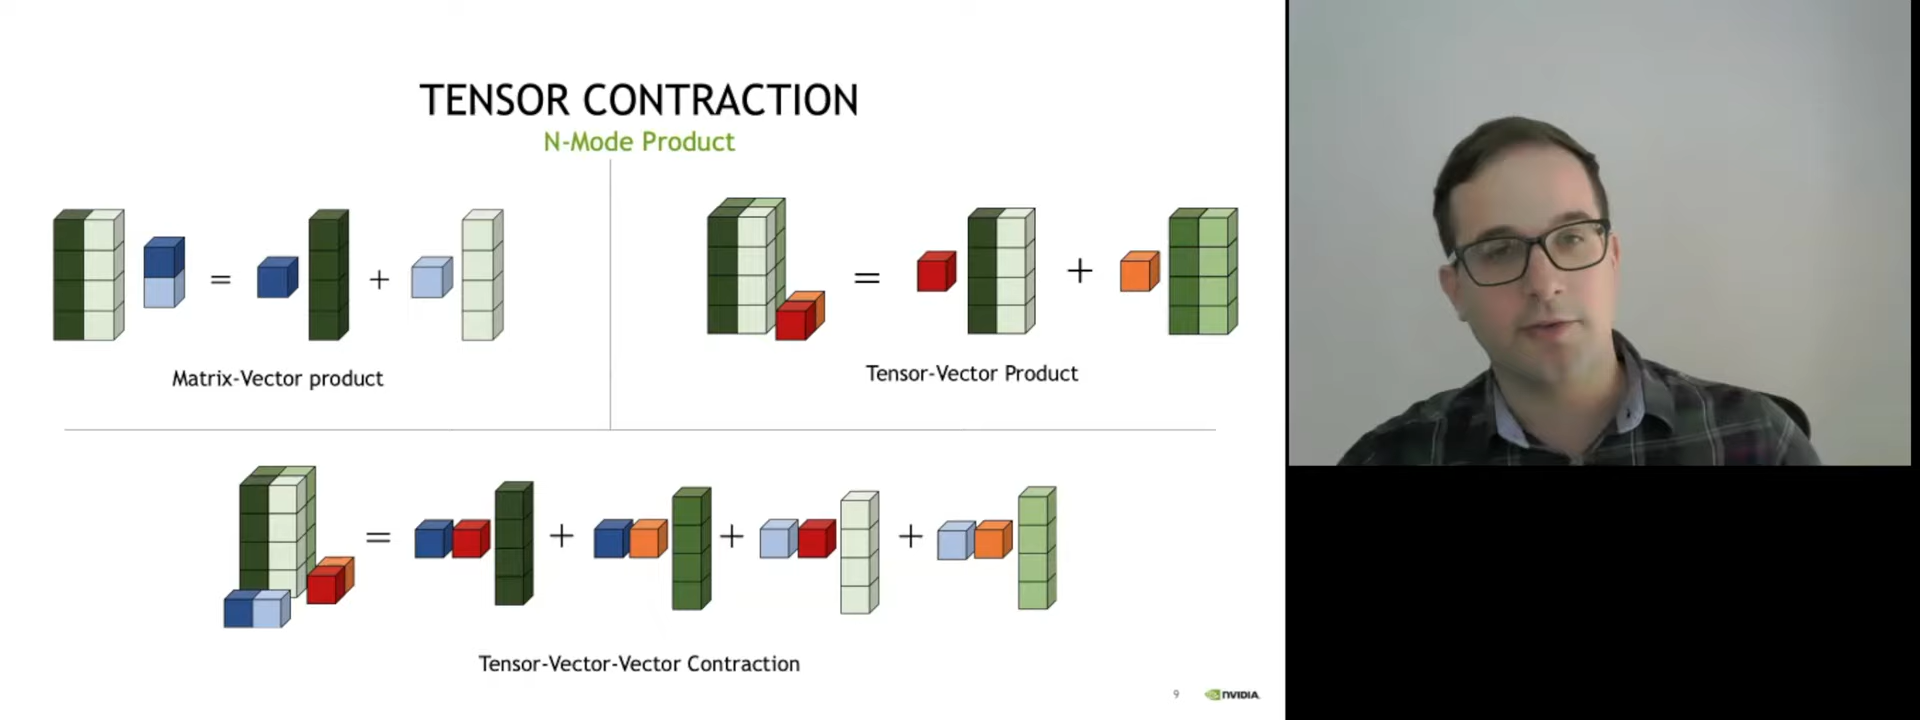 TENSOR CONTRACTION
N-Mode Product
=
+
Matrix-Vector product
=
+
Tensor-Vector Product
=
+
+
+
Tensor-Vector-Vector Contraction
9
NVIDIA.